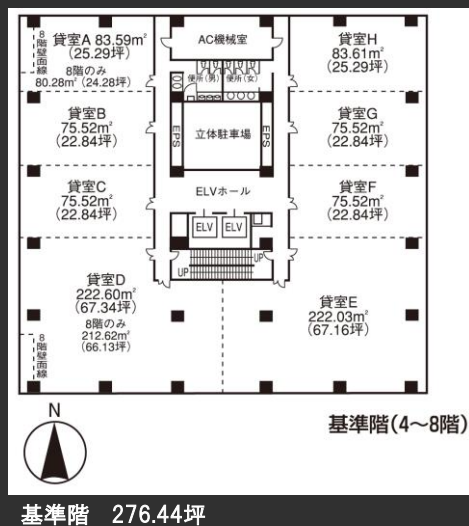 貸室A 83.59㎡
(25.29坪)
8階のみ
80.28㎡(24.28坪)
8階壁面線
AC機械室
貸室H
83.61㎡
(25.29坪)
便所(男)
便所(女)
貸室B
75.52㎡
(22.84坪)
EPS
立体駐車場
EPS
貸室G
75.52㎡
(22.84坪)
貸室C
75.52㎡
(22.84坪)
ELVホール
貸室F
75.52㎡
(22.84坪)
ELV
ELV
UP
UP
貸室D
222.60㎡
(67.34坪)
8階のみ
212.62㎡
(66.13坪)
8階壁面線
貸室E
222.03㎡
(67.16坪)
N
基準階(4〜8階)
基準階 276.44坪